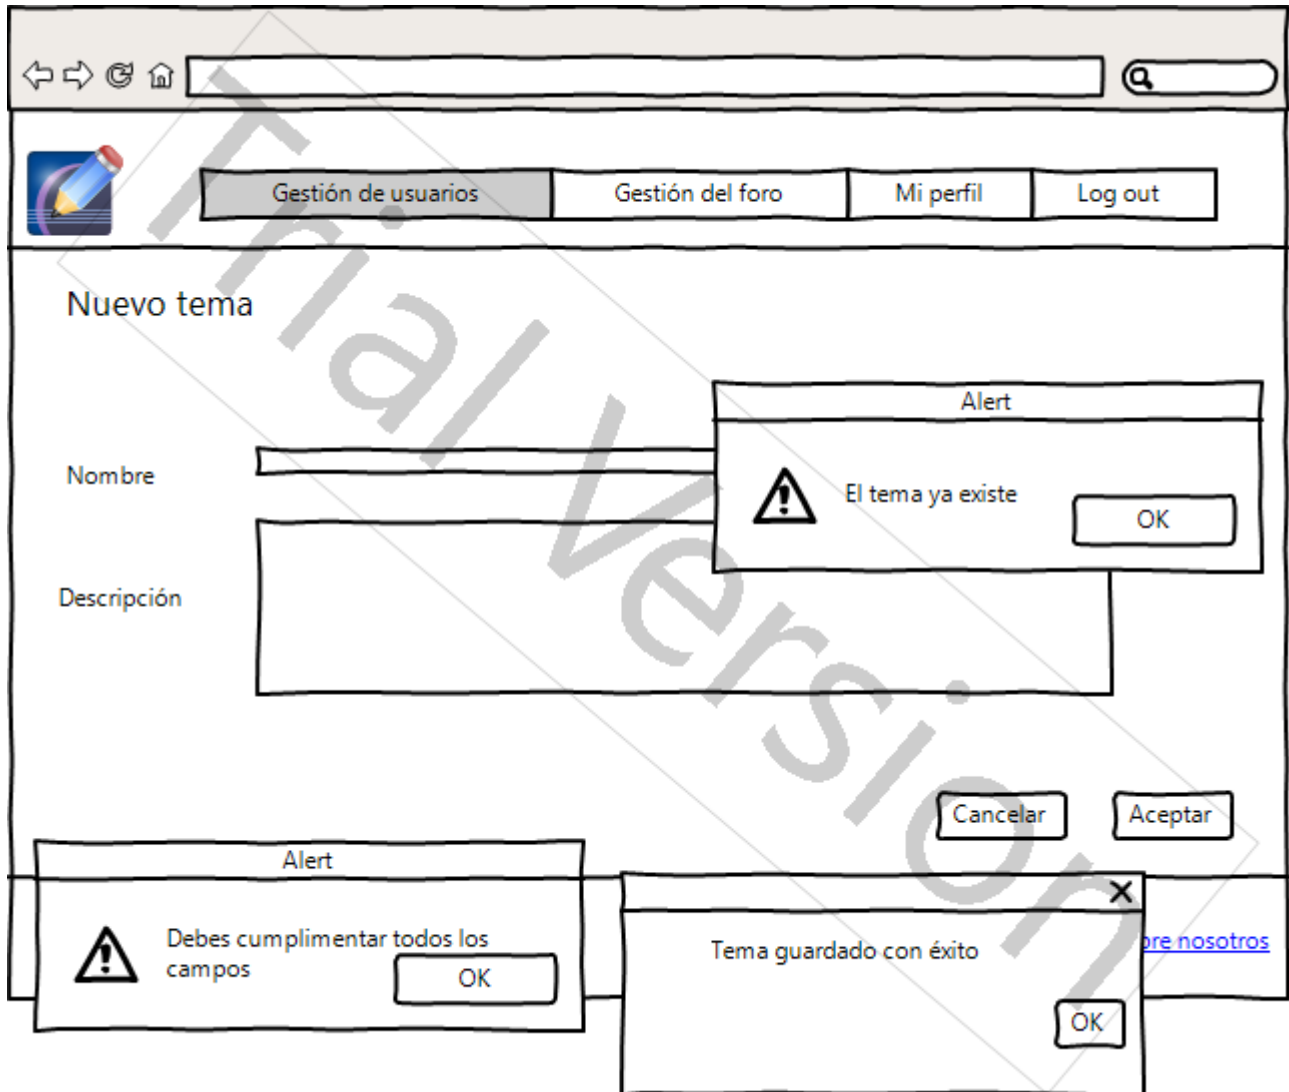 Gestión de usuarios
Gestión del foro
Mi perfil
Log out
Nuevo tema
Alert
Nombre
El tema ya existe
OK
Descripción
Cancelar
Aceptar
Alert
Debes cumplimentar todos los
campos
OK
Tema guardado con éxito
nosotros
OK
Trial Version